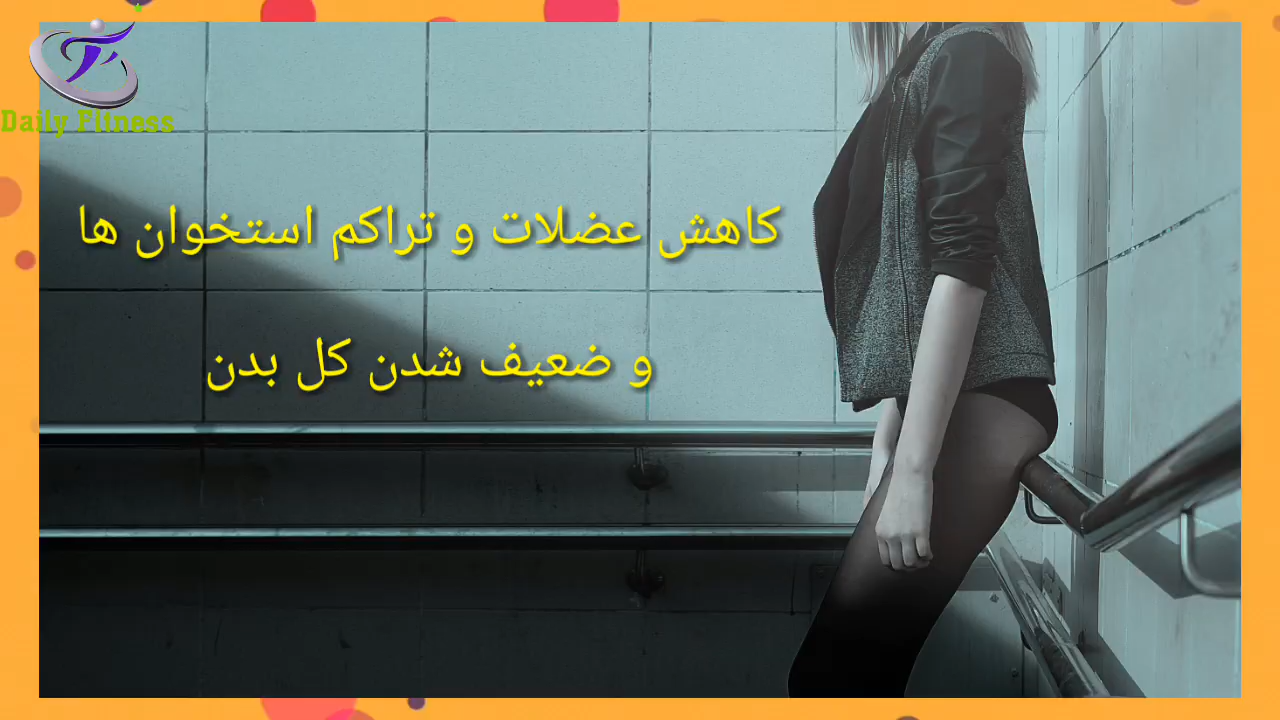 Daily Fitness
کاهش عضلات و تراکم استخوان ها
و ضعیف شدن کل بدن